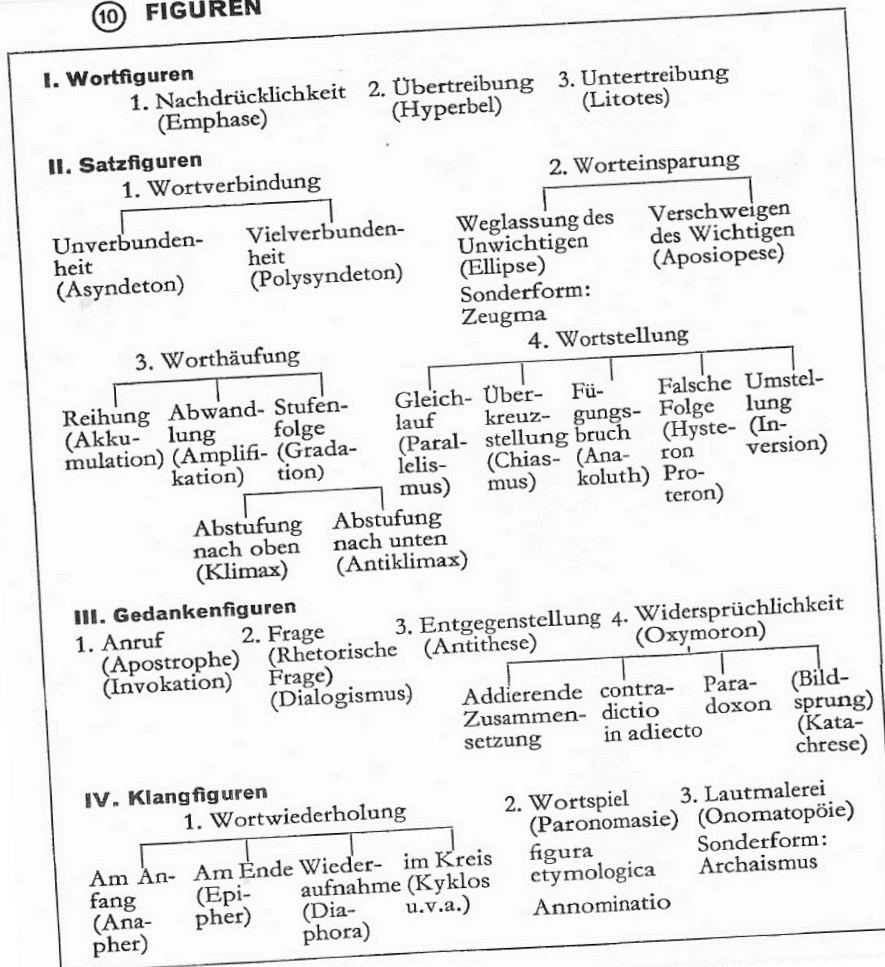 10 FIGUREN
I. Wortfiguren
1. Nachdrücklichkeit
(Emphase)
2. Übertreibung
(Hyperbel)
3. Untertreibung
(Litotes)
II. Satzfiguren
1. Wortverbindung
Unverbunden-
heit
(Asyndeton)
Vielverbunden-
heit
(Polysyndeton)
2. Worteinsparung
Weglassung des
Unwichtigen
(Ellipse)
Sonderform:
Zeugma
Verschweigen
des Wichtigen
(Aposiopese)
3. Worthäufung
Reihung
(Akku-
mulation)
Abwand-
lung
(Amplifi-
kation)
Stufen-
folge
(Grada-
tion)
Abstufung
nach oben
(Klimax)
Abstufung
nach unten
(Antiklimax)
4. Wortstellung
Gleich-
lauf
(Paral-
lelis-
mus)
Über-
kreuz-
stellung
(Chias-
mus)
Fü-
gungs-
bruch
(Ana-
koluth)
Falsche
Folge
(Hyste-
ron
Pro-
teron)
Umstel-
lung
(In-
version)
III. Gedankenfiguren
1. Anruf
(Apostrophe)
(Invokation)
2. Frage
(Rhetorische
Frage)
(Dialogismus)
3. Entgegenstellung
(Antithese)
4. Widersprüchlichkeit
(Oxymoron)
Addierende
Zusammen-
setzung
contra-
dictio
in adiecto
Para-
doxon
(Bild-
sprung)
(Kata-
chrese)
IV. Klangfiguren
1. Wortwiederholung
Am An-
fang
(Ana-
pher)
Am Ende
(Epi-
pher)
Wieder-
aufnahme
(Dia-
phora)
im Kreis
(Kyklos
u.v.a.)
2. Wortspiel
(Paronomasie)
figura
etymologica
Annominatio
3. Lautmalerei
(Onomatopöie)
Sonderform:
Archaismus